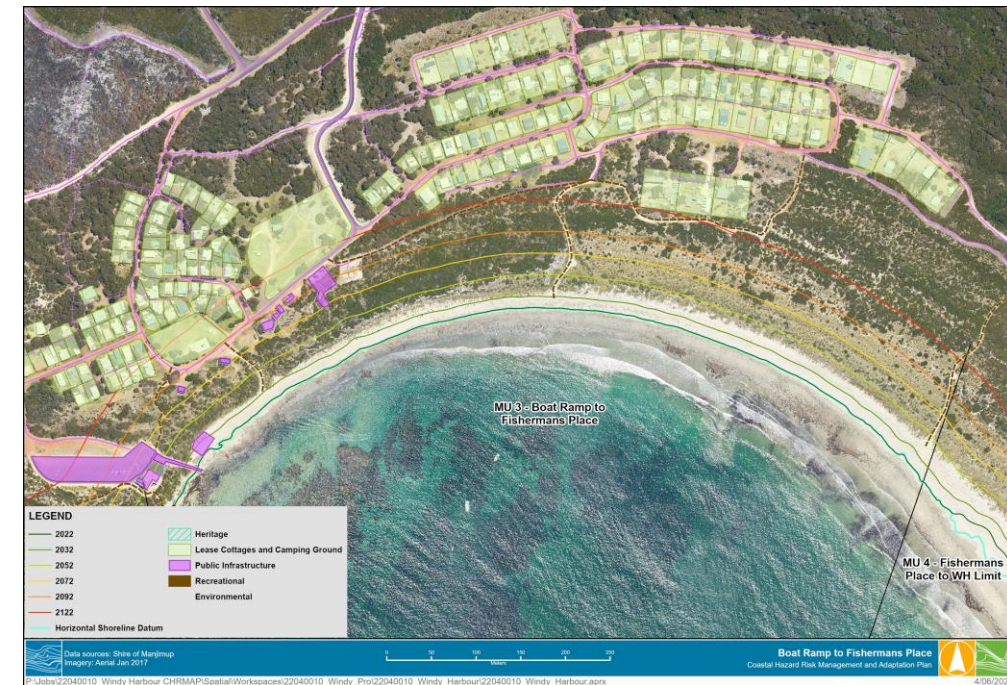 MU 3 - Boat Ramp to
Fishermans Place
MU 4 - Fishermans
Place to WH Limit
LEGEND
2022
2032
2052
2072
2092
2122
Horizontal Shoreline Datum
Heritage
Lease Cottages and Camping Ground
Public Infrastructure
Recreational
Environmental
Data sources: Shire of Manjimup
Imagery: Aerial Jan 2017
0 50 100 150 200 250
Meters
Boat Ramp to Fishermans Place
Coastal Hazard Risk Management and Adaptation Plan
P:\Jobs\22040010_Windy Harbour CHRMAP\Spatial\Workspaces\22040010_Windy_Pro\22040010_Windy_Harbour\22040010_Windy_Harbour.aprx